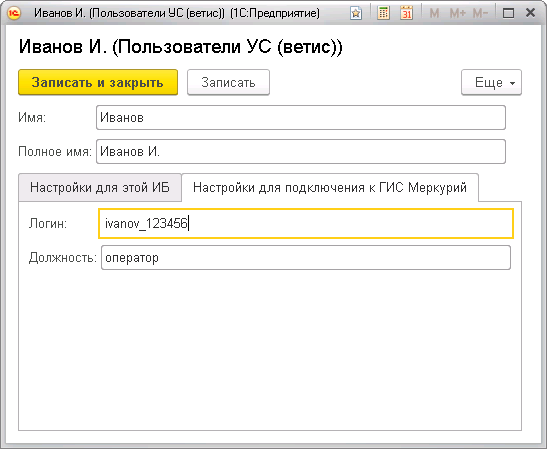 Иванов И. (Пользователи УС (ветис)) (1С:Предприятие)
M M+ M-
Иванов И. (Пользователи УС (ветис))
Записать и закрыть Записать Еще
Имя: Иванов
Полное имя: Иванов И.
Настройки для этой ИБ Настройки для подключения к ГИС Меркурий
Логин: ivanov_123456
Должность: оператор